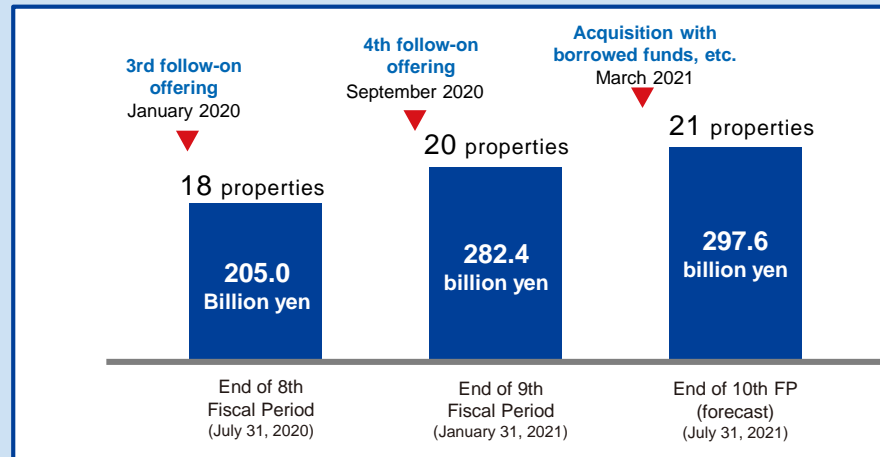 3rd follow-on
offering
January 2020
4th follow-on
offering
September 2020
Acquisition with
borrowed funds, etc.
March 2021
18 properties
20 properties
21 properties
205.0
Billion yen
282.4
billion yen
297.6
billion yen
End of 8th
Fiscal Period
(July 31, 2020)
End of 9th
Fiscal Period
(January 31, 2021)
End of 10th FP
(forecast)
(July 31, 2021)